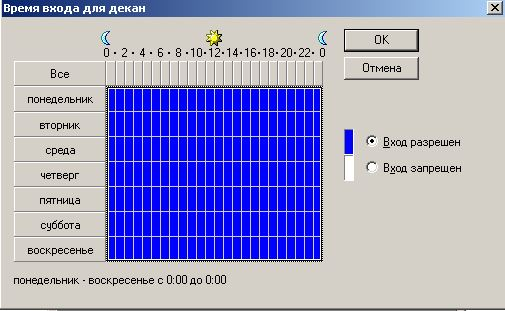 Время входа для декан
0 · 2 · 4 · 6 · 8 · 10 · 12 · 14 · 16 · 18 · 20 · 22 · 0
OK
Отмена
Все
понедельник
вторник
среда
четверг
пятница
суббота
воскресенье
Вход разрешен
Вход запрещен
понедельник - воскресенье с 0:00 до 0:00